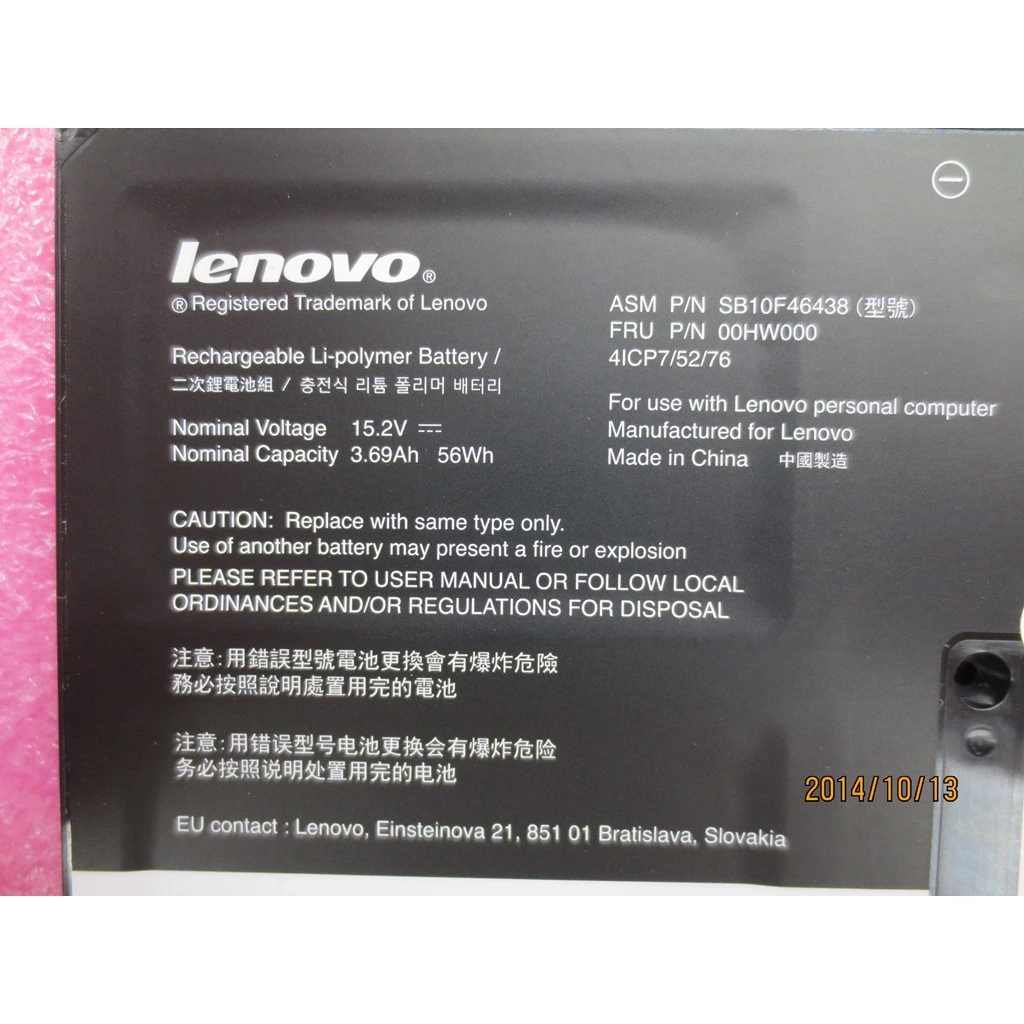 lenovo®
® Registered Trademark of Lenovo
Rechargeable Li-polymer Battery /
二次鋰電池組 / 충전식 리튬 폴리머 배터리
Nominal Voltage 15.2V ⎓
Nominal Capacity 3.69Ah 56Wh
ASM P/N SB10F46438 (型號)
FRU P/N 00HW000
4ICP7/52/76
For use with Lenovo personal computer
Manufactured for Lenovo
Made in China 中國製造
CAUTION: Replace with same type only.
Use of another battery may present a fire or explosion
PLEASE REFER TO USER MANUAL OR FOLLOW LOCAL
ORDINANCES AND/OR REGULATIONS FOR DISPOSAL
注意:用錯誤型號電池更換會有爆炸危險
務必按照說明處置用完的電池
注意:用错误型号电池更换会有爆炸危险
务必按照说明处置用完的电池
EU contact : Lenovo, Einsteinova 21, 851 01 Bratislava, Slovakia
2014/10/13